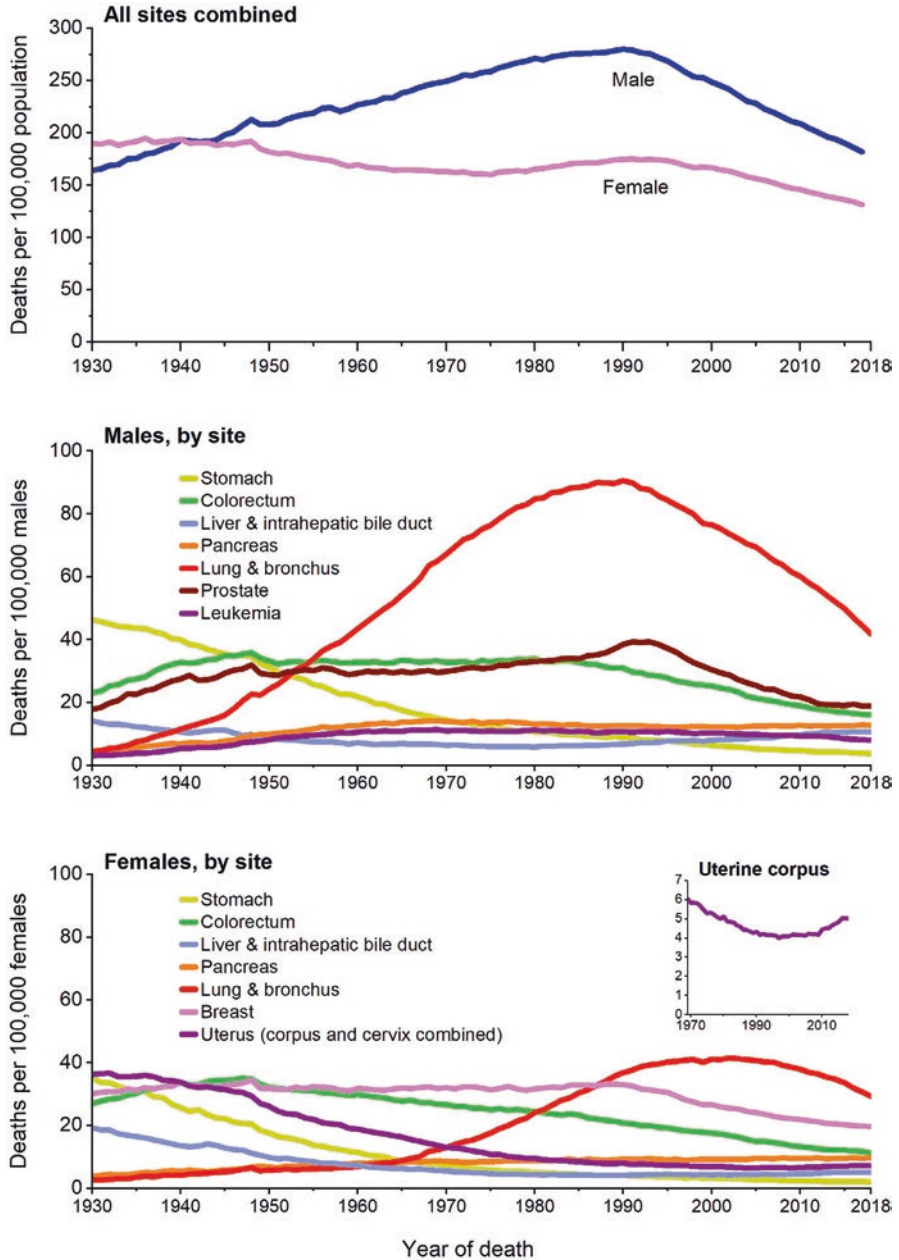 All sites combined
Deaths per 100,000 population
300
250
200
150
100
50
0
Male
Female
1930 1940 1950 1960 1970 1980 1990 2000 2010 2018
Males, by site
Deaths per 100,000 males
100
80
60
40
20
0
Stomach
Colorectum
Liver & intrahepatic bile duct
Pancreas
Lung & bronchus
Prostate
Leukemia
1930 1940 1950 1960 1970 1980 1990 2000 2010 2018
Females, by site
Deaths per 100,000 females
100
80
60
40
20
0
Stomach
Colorectum
Liver & intrahepatic bile duct
Pancreas
Lung & bronchus
Breast
Uterus (corpus and cervix combined)
Uterine corpus
7
6
5
4
3
2
1
0
1970 1990 2010
1930 1940 1950 1960 1970 1980 1990 2000 2010 2018
Year of death